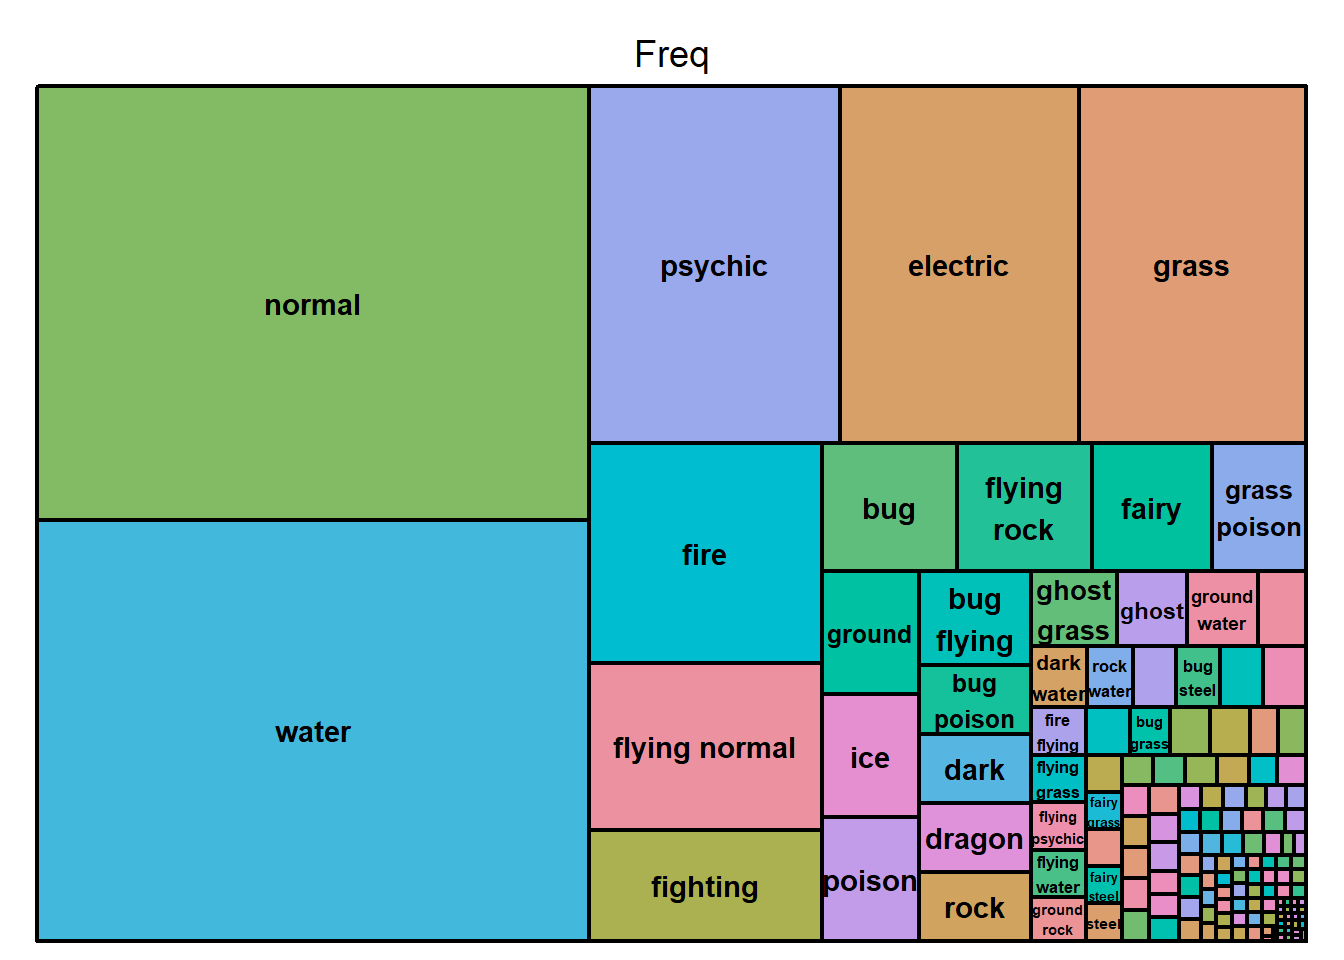 Freq
normal
psychic
electric
grass
water
fire
flying normal
fighting
bug
flying
rock
fairy
grass
poison
ground
ice
poison
bug
flying
bug
poison
dark
dragon
rock
ghost
grass
ghost
ground
water
dark
water
rock
water
bug
steel
fire
flying
bug
grass
flying
grass
flying
psychic
flying
water
ground
rock
fairy
grass
fairy
steel
steel